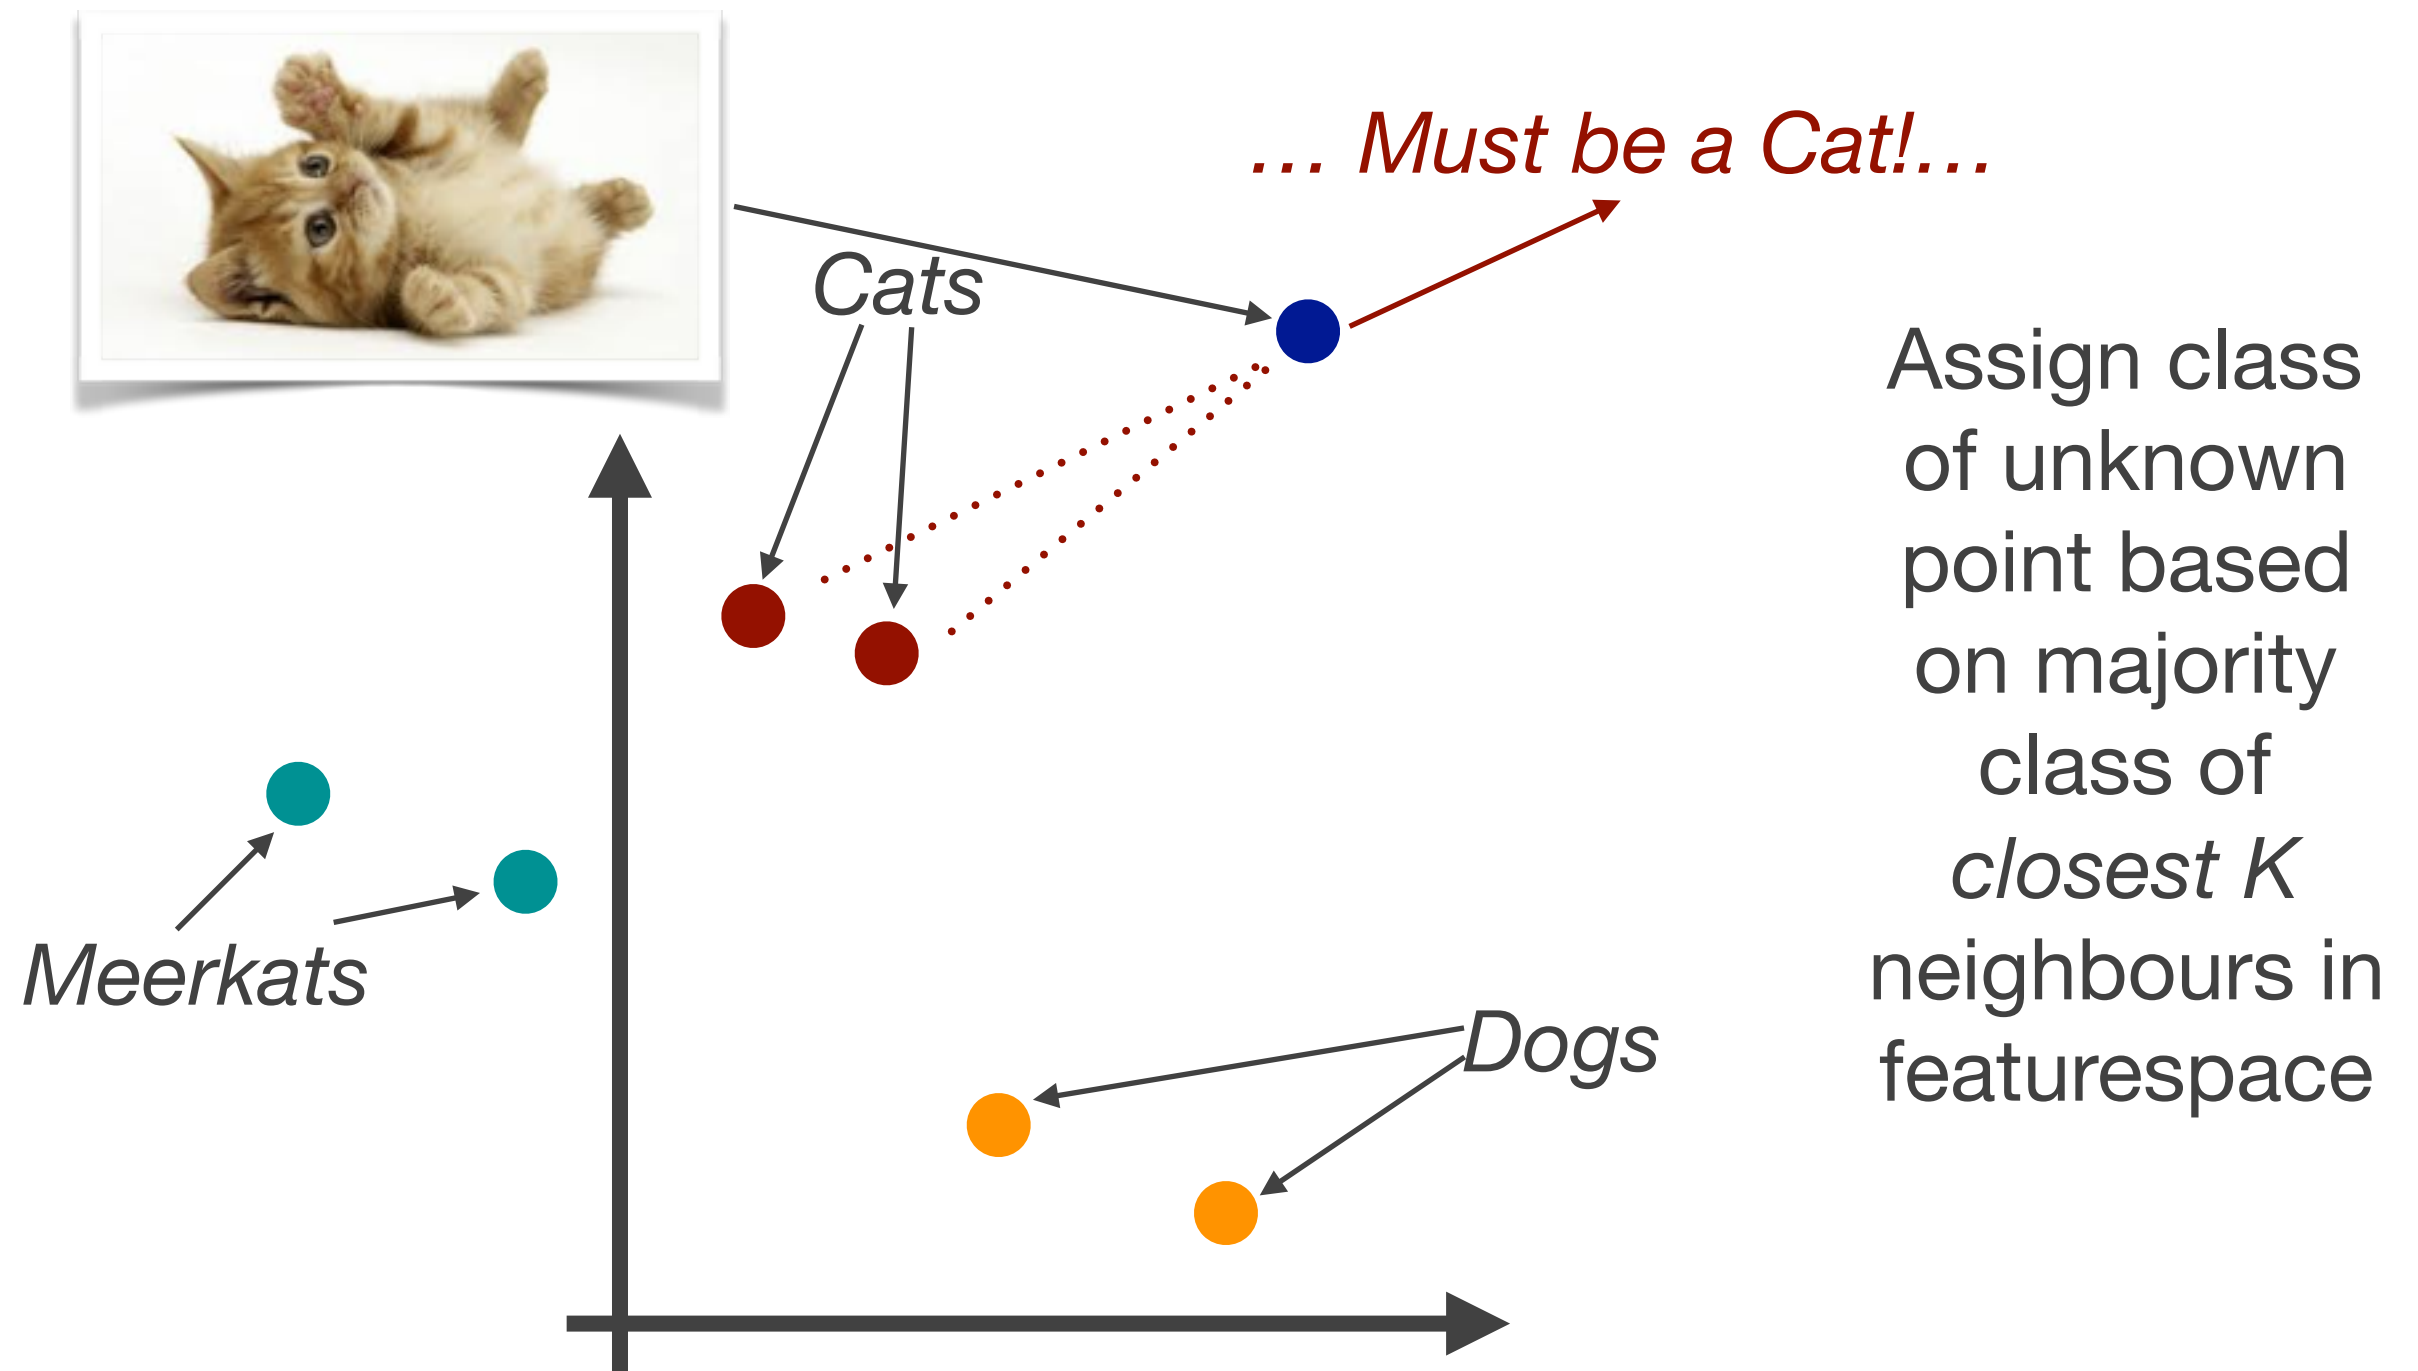 … Must be a Cat!…
Cats
Meerkats
Dogs
Assign class
of unknown
point based
on majority
class of
closest K
neighbours in
featurespace